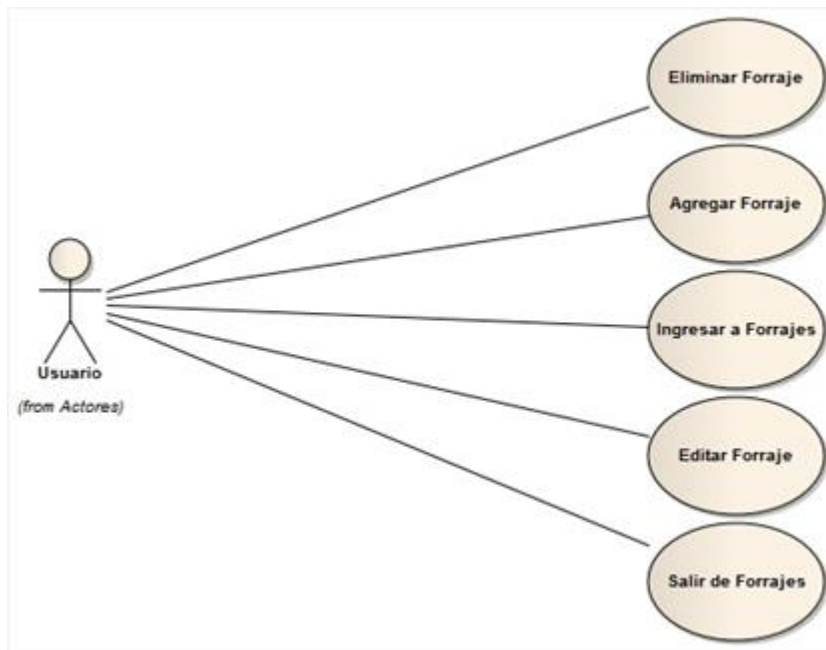 Eliminar Forraje
Agregar Forraje
Ingresar a Forrajes
Usuario
(from Actores)
Editar Forraje
Salir de Forrajes